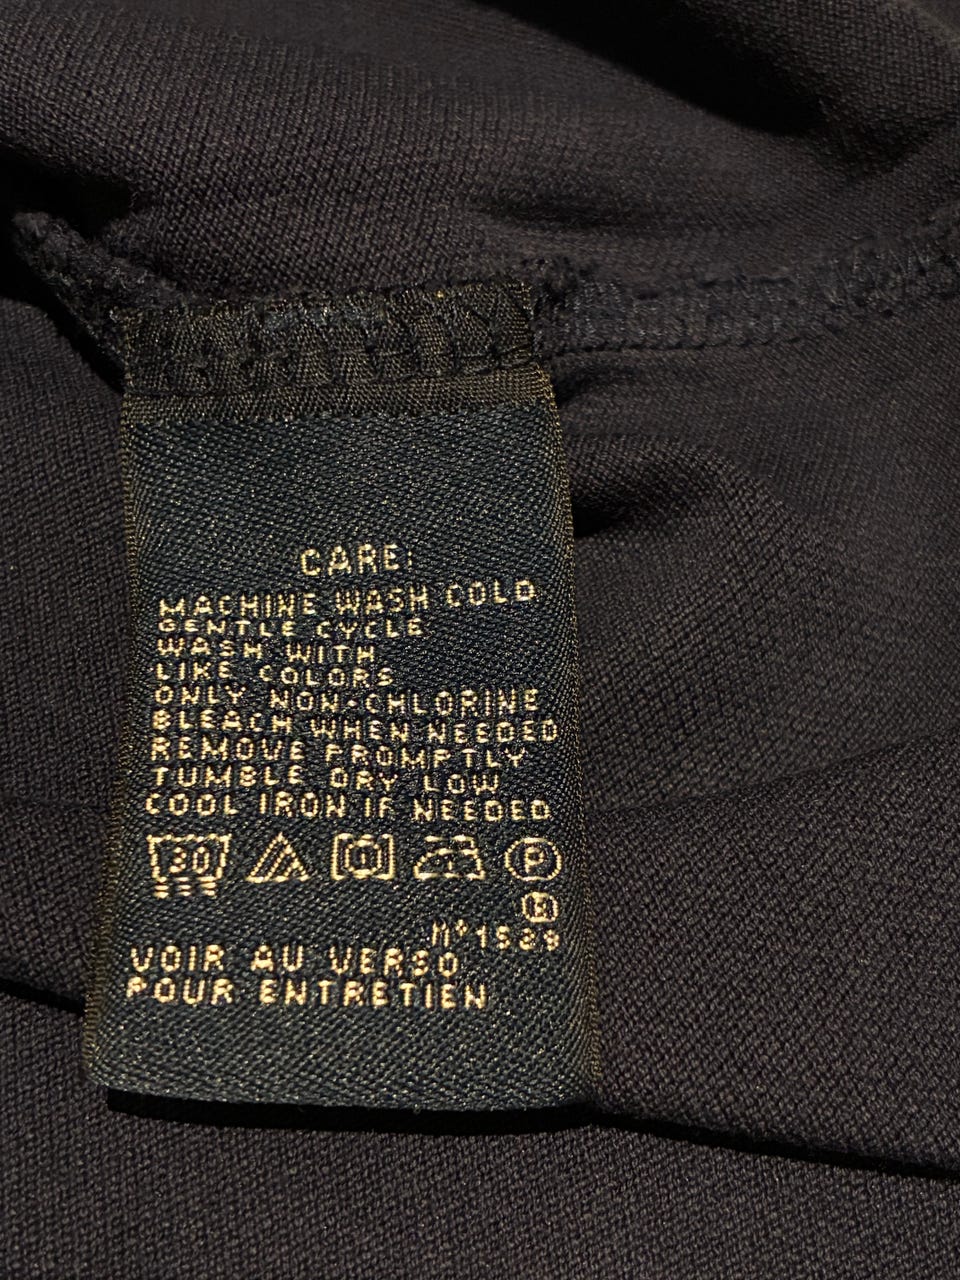 CARE:
MACHINE WASH COLD
GENTLE CYCLE
WASH WITH
LIKE COLORS
ONLY NON-CHLORINE
BLEACH WHEN NEEDED
REMOVE PROMPTLY
TUMBLE DRY LOW
COOL IRON IF NEEDED
30 P
VOIR AU VERSO
POUR ENTRETIEN